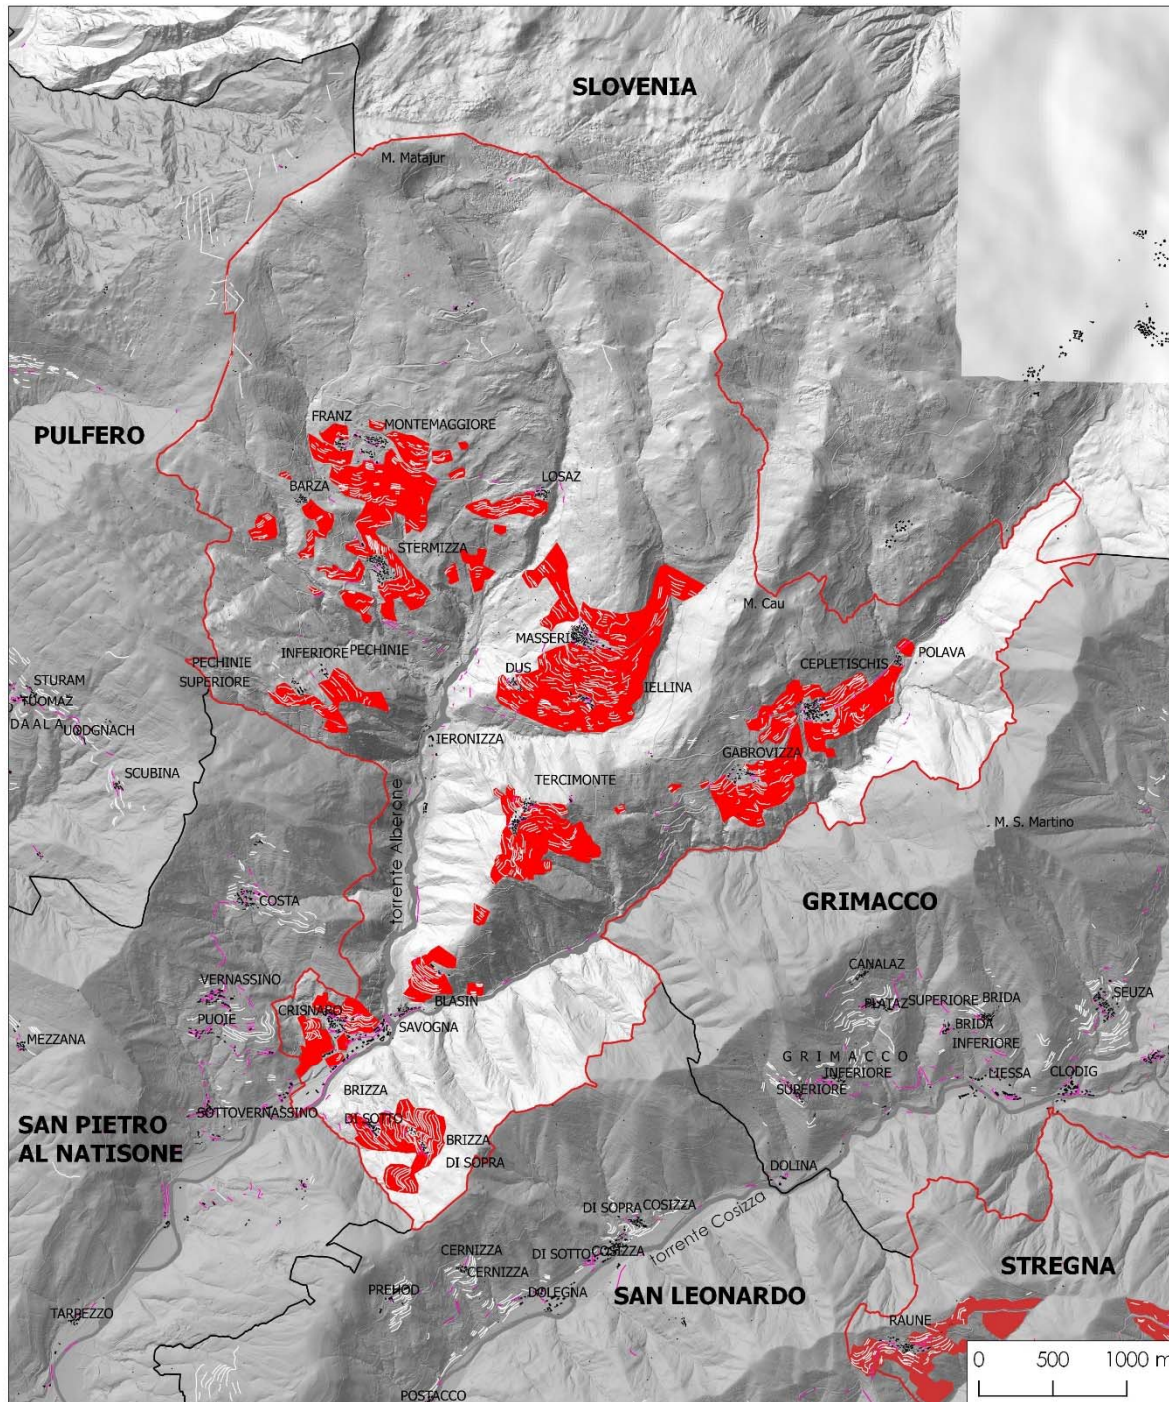 SLOVENIA
M. Matajur
FRANZ
MONTEMAGGIORE
PULFERO
LOSAZ
BARZA
STERMIZZA
M. Cau
MASSERIS
POLAVA
INFERIORE PECHINIE
CEPLETISCHIS
PECHINIE
SUPERIORE
DUS
STURAM
IELLINA
TUOMAZ
UODGNACH
IERONIZZA
GABROVIZZA
SCUBINA
TERCIMONTE
torrente Alberone
M. S. Martino
COSTA
GRIMACCO
VERNASSINO
CANALAZ
BLASIN
PLATAZ
SUPERIORE
BRIDA
SEUZA
CRISNARO
PUOIE
SAVOGNA
BRIDA
INFERIORE
MEZZANA
GRIMACCO
INFERIORE
LIESSA
CLODIG
SUPERIORE
BRIZZA
DI SOTTO
SOTTOVERNASSINO
SAN PIETRO
AL NATISONE
BRIZZA
DI SOPRA
DOLINA
DI SOPRA
COSIZZA
torrente Cosizza
CERNIZZA
DI SOTTO
COSIZZA
CERNIZZA
STREGNA
PREHOD
DOLEGNA
SAN LEONARDO
TARPEZZO
RAUNE
POSTACCO
0 500 1000 m